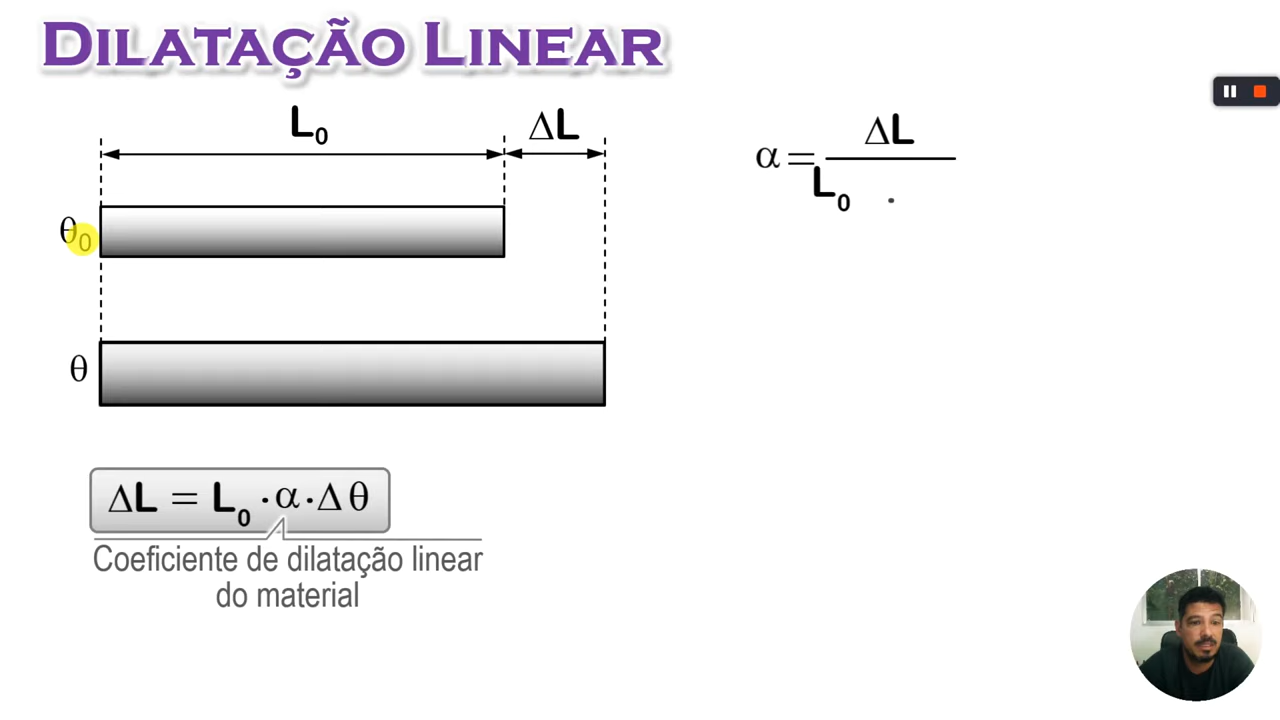 DILATAÇÃO LINEAR
L₀ ΔL
θ₀
θ
α = ΔL
L₀ ·
ΔL = L₀ · α · Δθ
Coeficiente de dilatação linear
do material